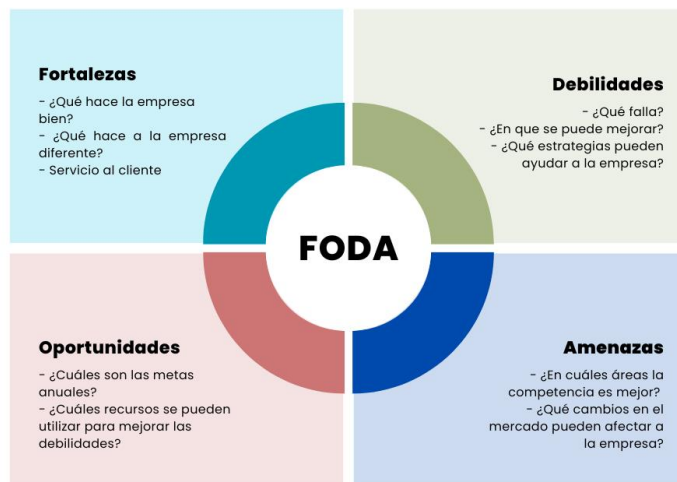 Fortalezas
- ¿Qué hace la empresa
bien?
- ¿Qué hace a la empresa
diferente?
- Servicio al cliente
Debilidades
- ¿Qué falla?
- ¿En que se puede mejorar?
- ¿Qué estrategias pueden
ayudar a la empresa?
FODA
Oportunidades
- ¿Cuáles son las metas
anuales?
- ¿Cuáles recursos se pueden
utilizar para mejorar las
debilidades?
Amenazas
- ¿En cuáles áreas la
competencia es mejor?
- ¿Qué cambios en el
mercado pueden afectar a
la empresa?